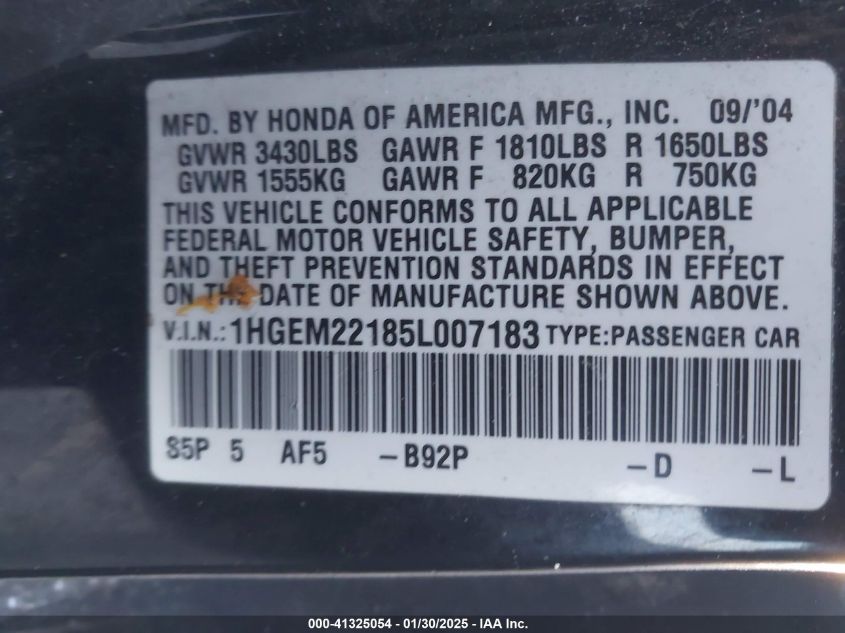 MFD. BY HONDA OF AMERICA MFG., INC. 09/'04
GVWR 3430LBS GAWR F 1810LBS R 1650LBS
GVWR 1555KG GAWR F 820KG R 750KG
THIS VEHICLE CONFORMS TO ALL APPLICABLE
FEDERAL MOTOR VEHICLE SAFETY, BUMPER,
AND THEFT PREVENTION STANDARDS IN EFFECT
ON THE DATE OF MANUFACTURE SHOWN ABOVE.
V.I.N.: 1HGEM22185L007183 TYPE:PASSENGER CAR
S5P 5 AF5 -B92P -D -L
000-41325054 - 01/30/2025 - IAA Inc.